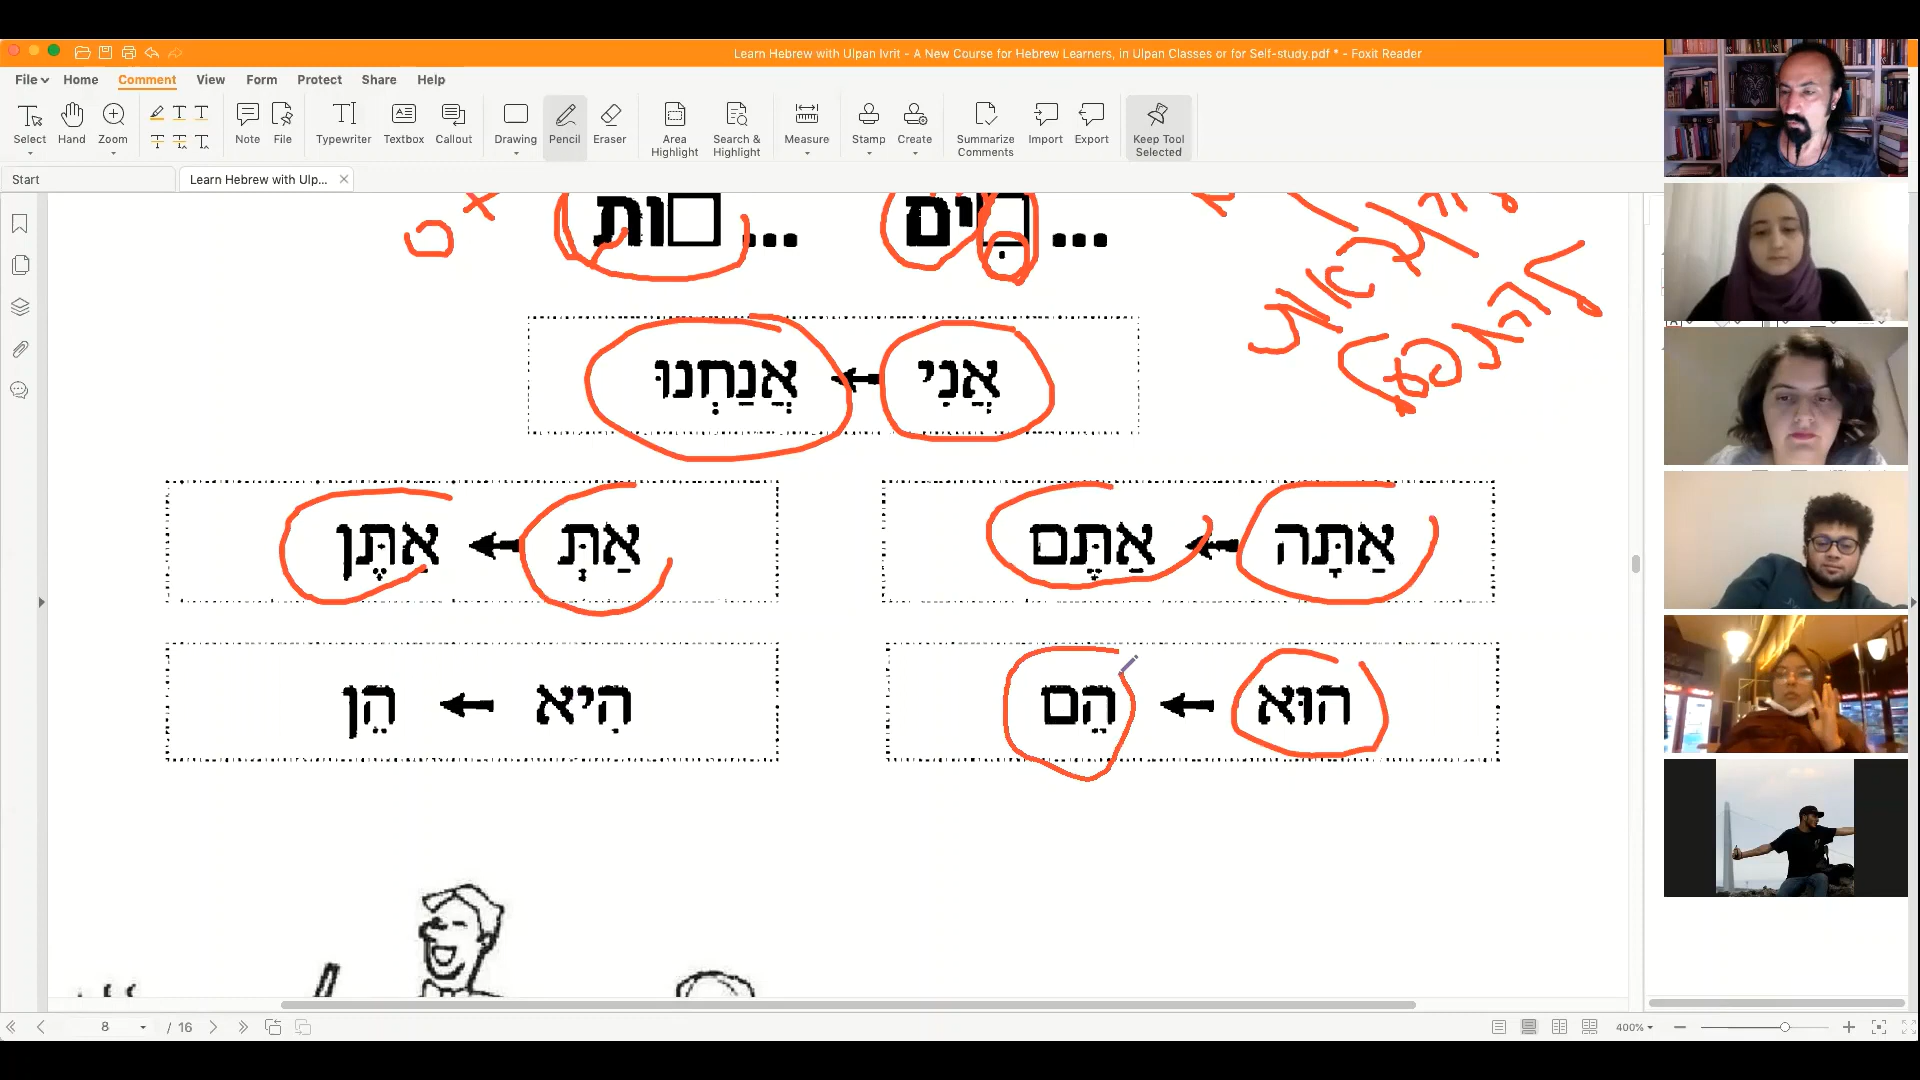 Learn Hebrew with Ulpan Ivrit - A New Course for Hebrew Learners, in Ulpan Classes or for Self-study.pdf * - Foxit Reader
File Home Comment View Form Protect Share Help
Select Hand Zoom Note File Typewriter Textbox Callout Drawing Pencil Eraser Area Highlight Search & Highlight Measure Stamp Create Summarize Comments Import Export Keep Tool Selected
Start Learn Hebrew with Ulp...
...□ִים ...□וֹת
אֲנִי ← אֲנַחְנוּ
אַתָּה ← אַתֶּם
אַתְּ ← אַתֶּן
הוּא ← הֵם
הִיא ← הֵן
8 / 16 400%